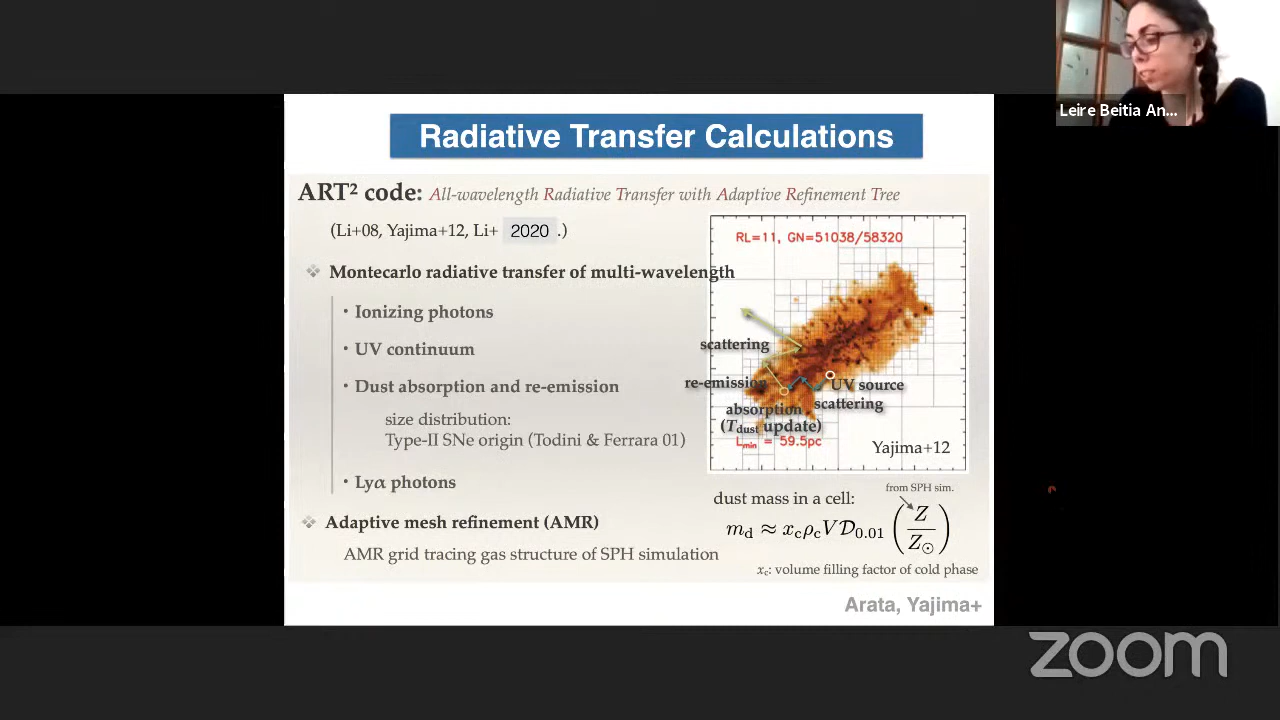 Leire Beitia An...
Radiative Transfer Calculations
ART² code: All-wavelength Radiative Transfer with Adaptive Refinement Tree
(Li+08, Yajima+12, Li+ 2020 .)
❖ Montecarlo radiative transfer of multi-wavelength
• Ionizing photons
• UV continuum
• Dust absorption and re-emission
size distribution:
Type-II SNe origin (Todini & Ferrara 01)
• Lyα photons
❖ Adaptive mesh refinement (AMR)
AMR grid tracing gas structure of SPH simulation
RL=11, GN=51038/58320
scattering
re-emission
UV source
scattering
absorption
(T_dust update)
L_min = 59.5pc
Yajima+12
from SPH sim.
dust mass in a cell:
m_d ≈ x_c ρ_c V 𝒟_0.01 (Z / Z_⊙)
x_c: volume filling factor of cold phase
Arata, Yajima+
zoom